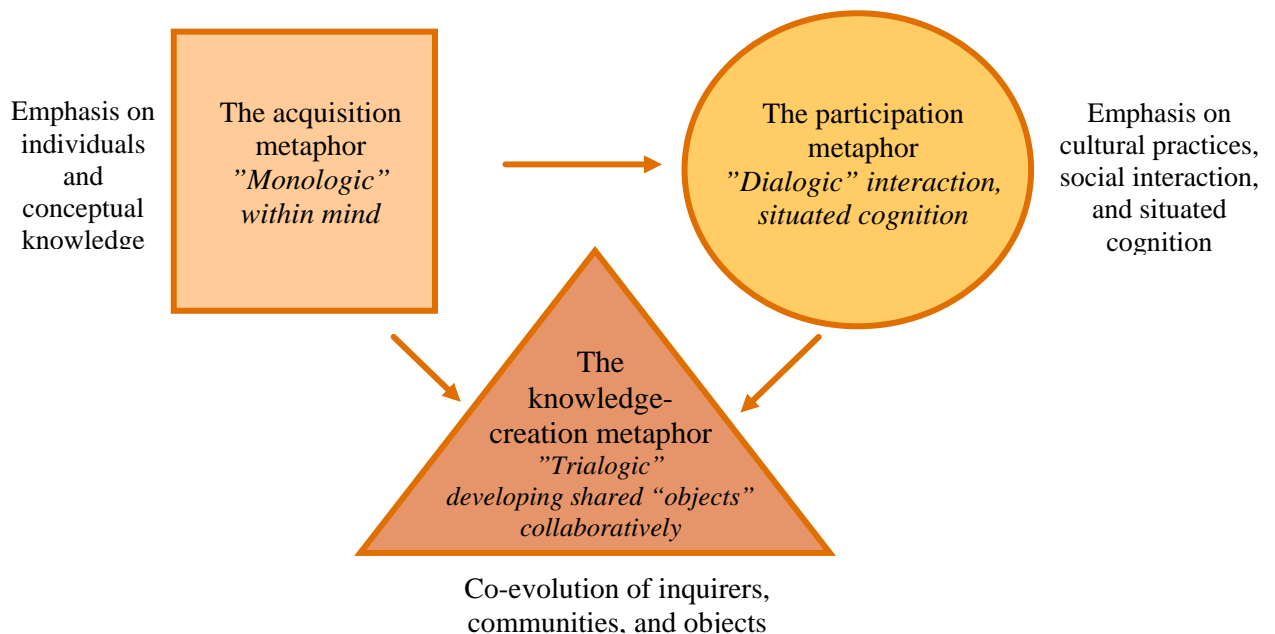 Emphasis on
individuals
and
conceptual
knowledge
The acquisition
metaphor
”Monologic”
within mind
The participation
metaphor
”Dialogic” interaction,
situated cognition
Emphasis on
cultural practices,
social interaction,
and situated
cognition
The
knowledge-
creation metaphor
”Trialogic”
developing shared “objects”
collaboratively
Co-evolution of inquirers,
communities, and objects